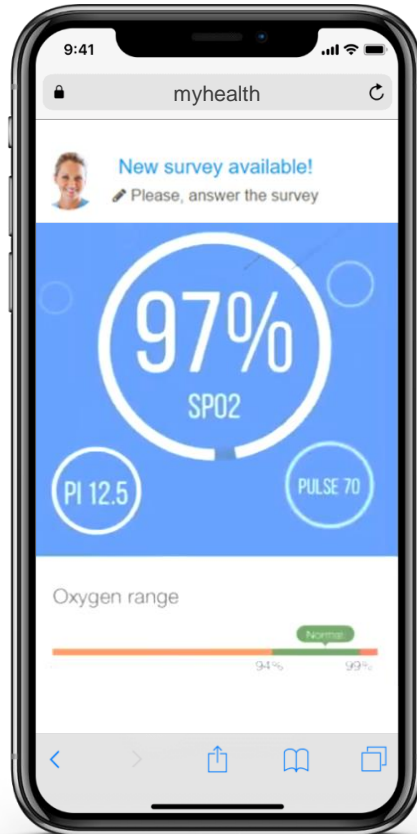 9:41
myhealth
New survey available!
Please, answer the survey
97%
SPO2
PI 12.5
PULSE 70
Oxygen range
Normal
94% 99%